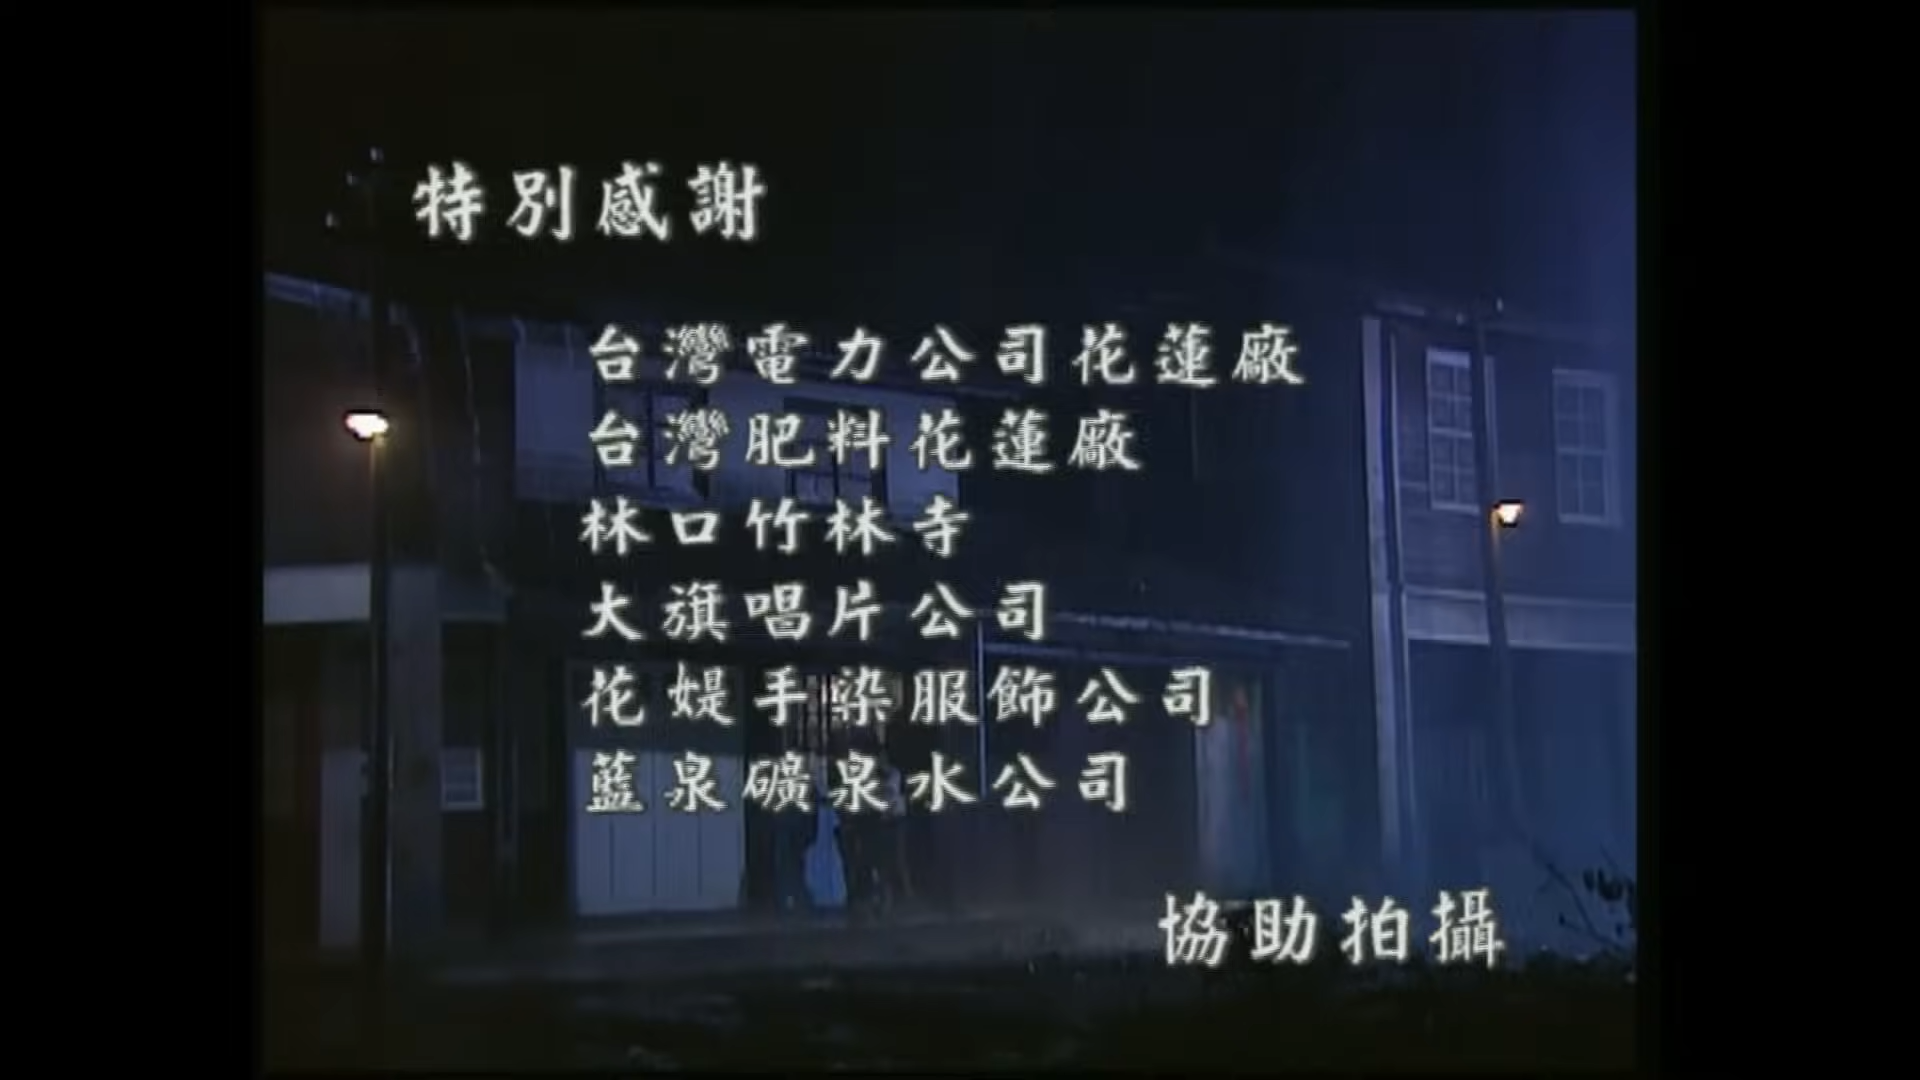 特別感謝
台灣電力公司花蓮廠
台灣肥料花蓮廠
林口竹林寺
大旗唱片公司
花媞手染服飾公司
藍泉礦泉水公司
協助拍攝